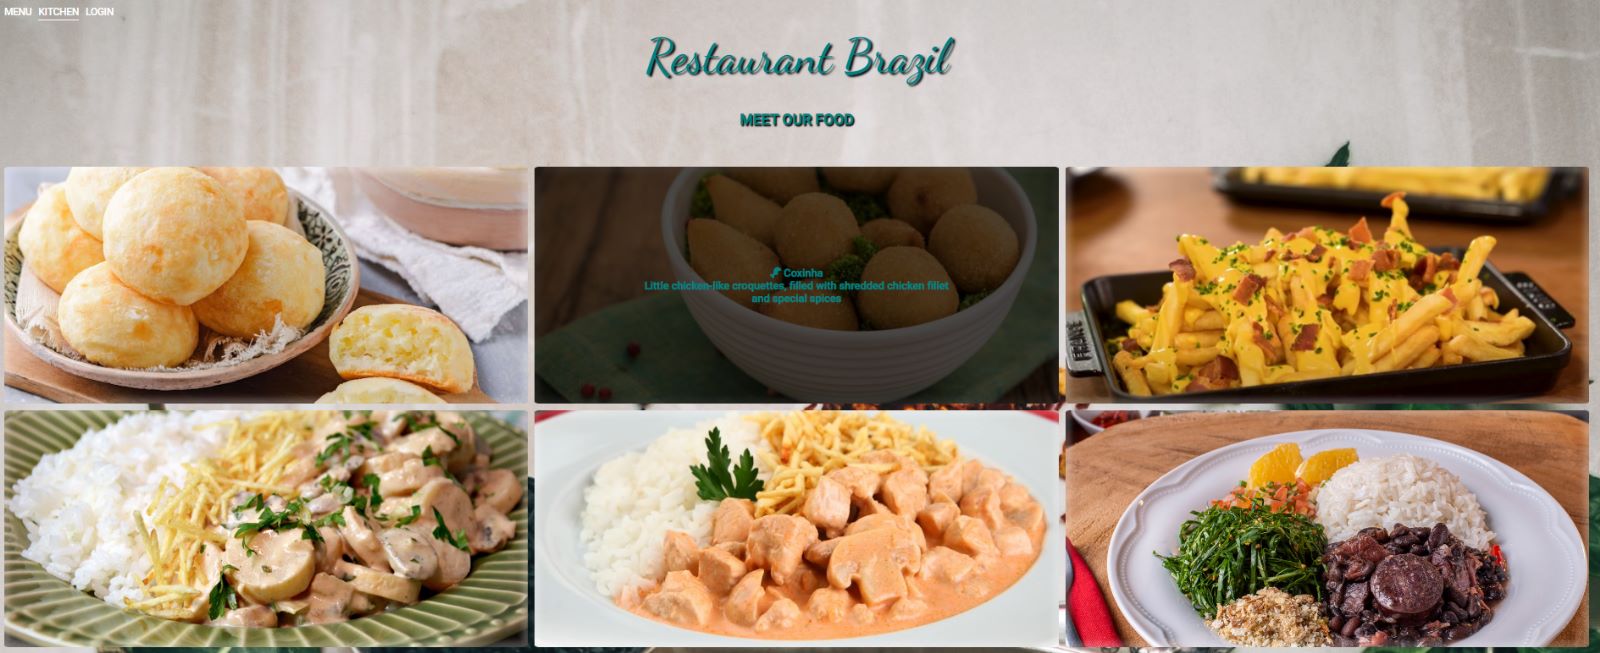 MENU KITCHEN LOGIN
Restaurant Brazil
MEET OUR FOOD
Coxinha
Little chicken-like croquettes, filled with shredded chicken fillet
and special spices